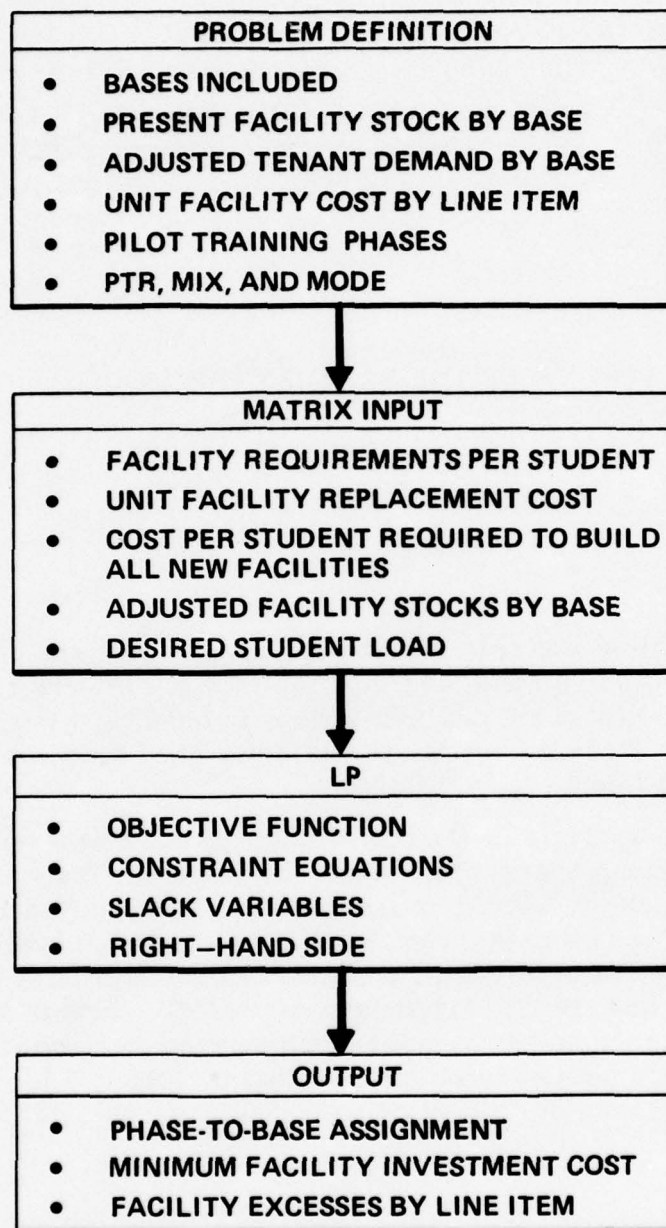 PROBLEM DEFINITION
• BASES INCLUDED
• PRESENT FACILITY STOCK BY BASE
• ADJUSTED TENANT DEMAND BY BASE
• UNIT FACILITY COST BY LINE ITEM
• PILOT TRAINING PHASES
• PTR, MIX, AND MODE
MATRIX INPUT
• FACILITY REQUIREMENTS PER STUDENT
• UNIT FACILITY REPLACEMENT COST
• COST PER STUDENT REQUIRED TO BUILD
ALL NEW FACILITIES
• ADJUSTED FACILITY STOCKS BY BASE
• DESIRED STUDENT LOAD
LP
• OBJECTIVE FUNCTION
• CONSTRAINT EQUATIONS
• SLACK VARIABLES
• RIGHT–HAND SIDE
OUTPUT
• PHASE-TO-BASE ASSIGNMENT
• MINIMUM FACILITY INVESTMENT COST
• FACILITY EXCESSES BY LINE ITEM